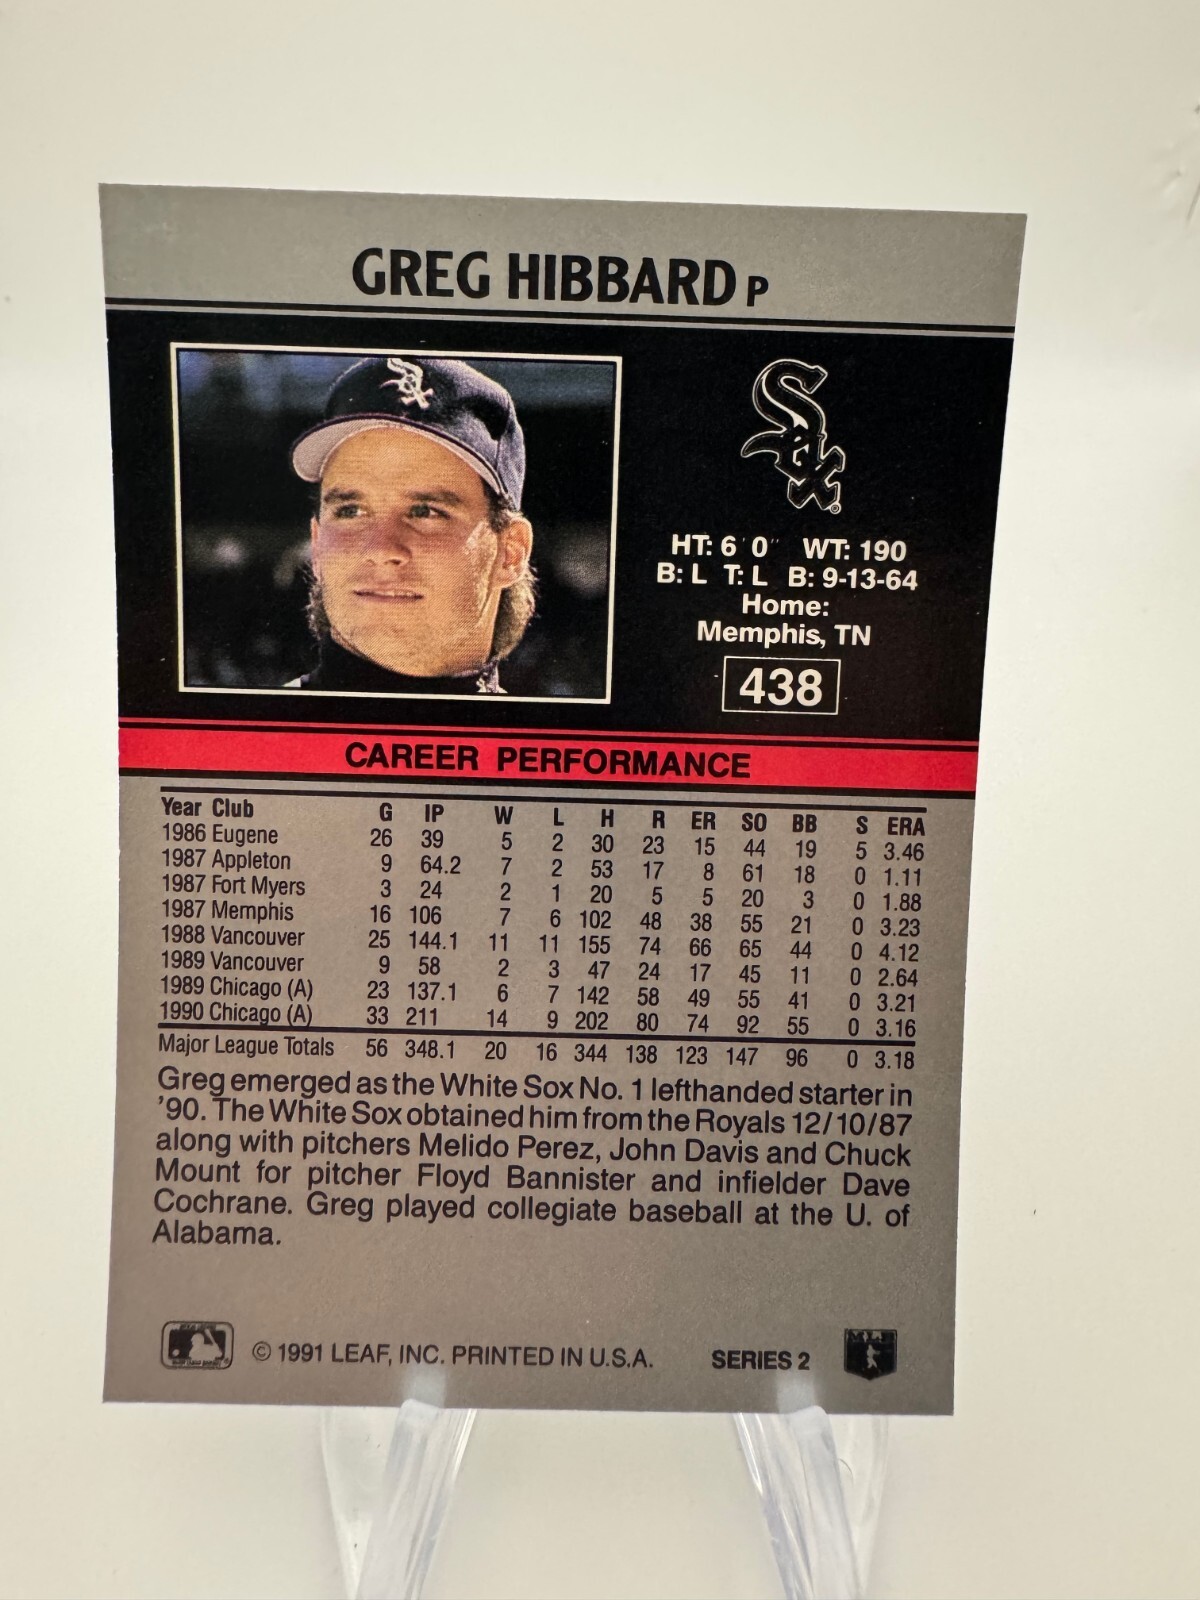 GREG HIBBARD P
Sox
Sox
HT: 6'0" WT: 190
B: L T: L B: 9-13-64
Home:
Memphis, TN
438
CAREER PERFORMANCE
Year Club G IP W L H R ER SO BB S ERA
1986 Eugene 26 39 5 2 30 23 15 44 19 5 3.46
1987 Appleton 9 64.2 7 2 53 17 8 61 18 0 1.11
1987 Fort Myers 3 24 2 1 20 5 5 20 3 0 1.88
1987 Memphis 16 106 7 6 102 48 38 55 21 0 3.23
1988 Vancouver 25 144.1 11 11 155 74 66 65 44 0 4.12
1989 Vancouver 9 58 2 3 47 24 17 45 11 0 2.64
1989 Chicago (A) 23 137.1 6 7 142 58 49 55 41 0 3.21
1990 Chicago (A) 33 211 14 9 202 80 74 92 55 0 3.16
Major League Totals 56 348.1 20 16 344 138 123 147 96 0 3.18
Greg emerged as the White Sox No. 1 lefthanded starter in
'90. The White Sox obtained him from the Royals 12/10/87
along with pitchers Melido Perez, John Davis and Chuck
Mount for pitcher Floyd Bannister and infielder Dave
Cochrane. Greg played collegiate baseball at the U. of
Alabama.
© 1991 LEAF, INC. PRINTED IN U.S.A. SERIES 2
MLB